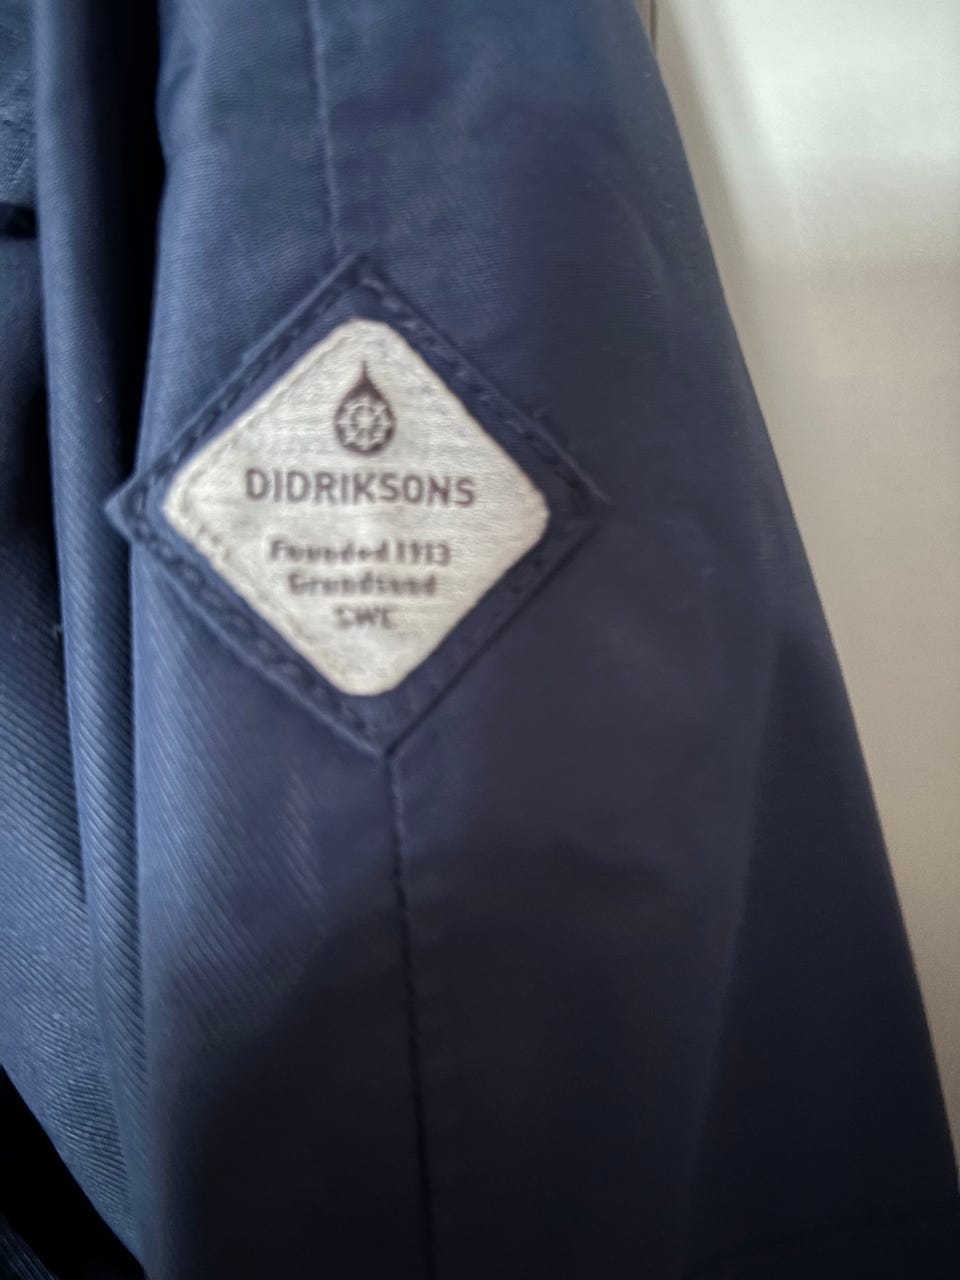 DIDRIKSONS
Founded 1913
Grundsund
SWE